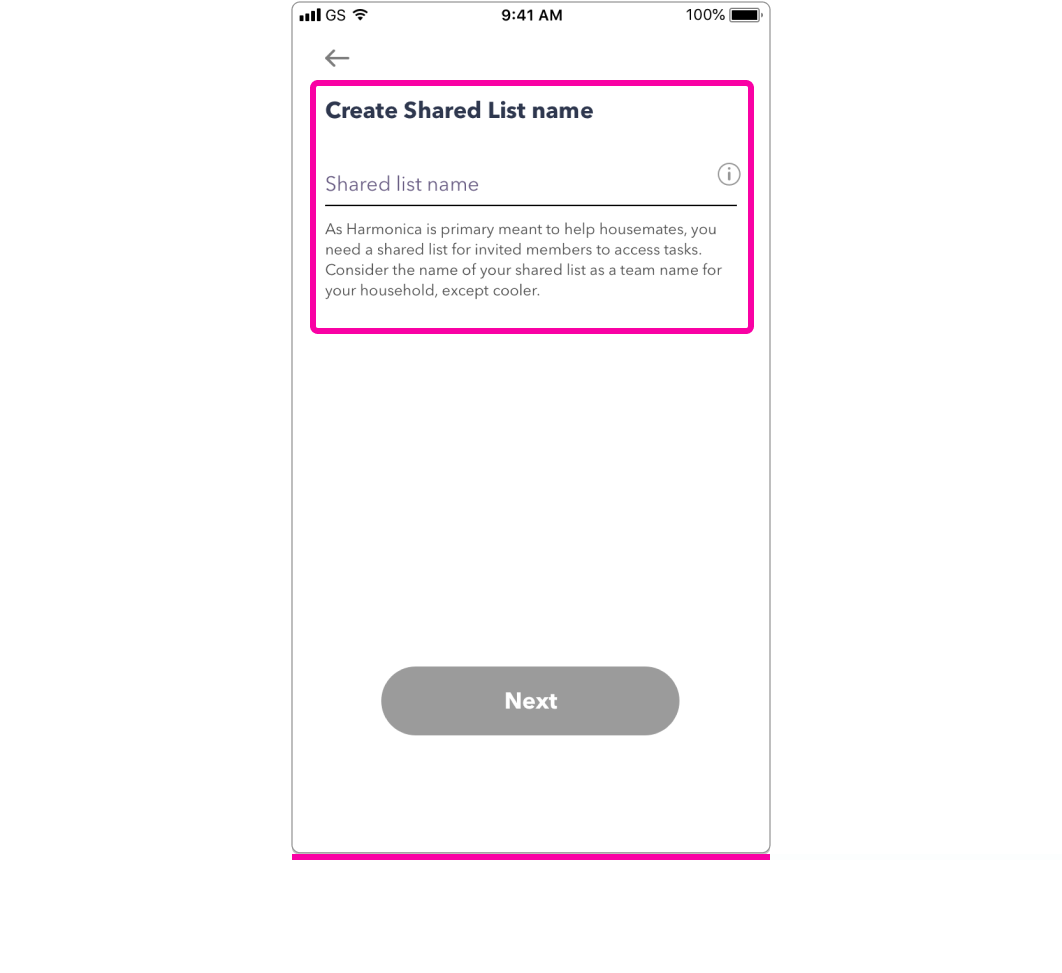 GS 9:41 AM 100%
Create Shared List name
Shared list name
As Harmonica is primary meant to help housemates, you
need a shared list for invited members to access tasks.
Consider the name of your shared list as a team name for
your household, except cooler.
Next